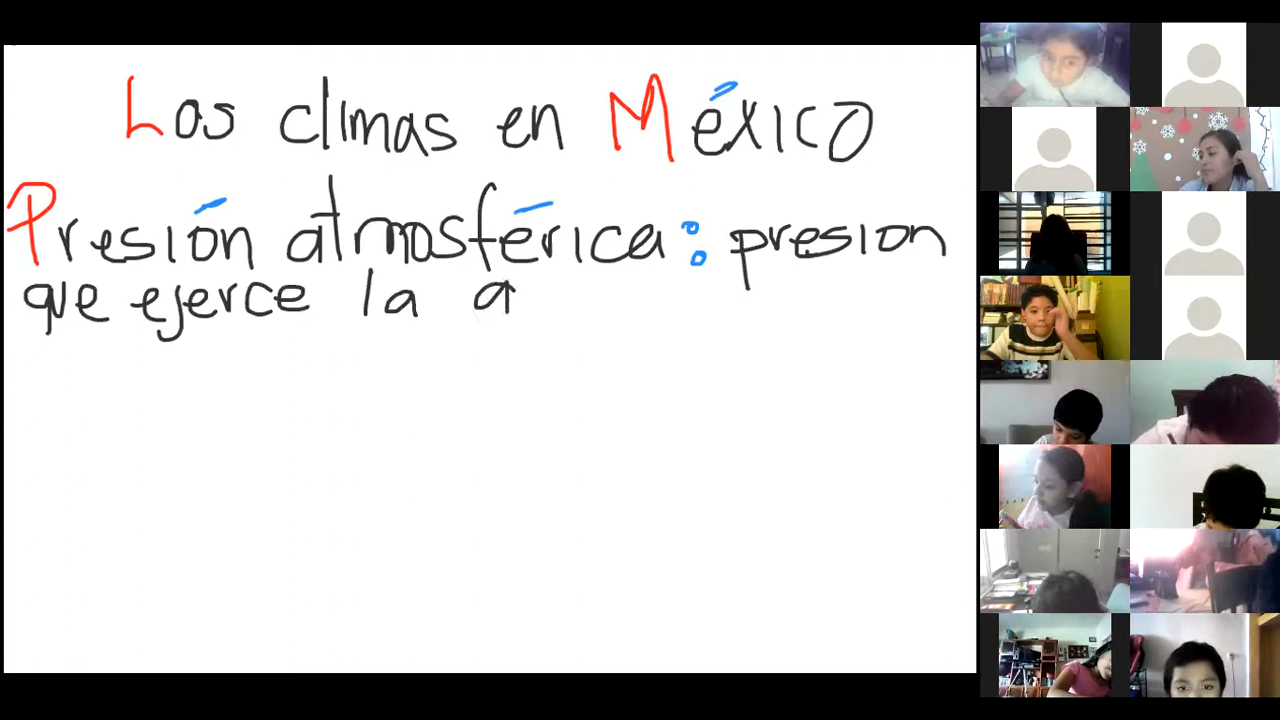 Los climas en México
Presión atmosférica: presion
que ejerce la a